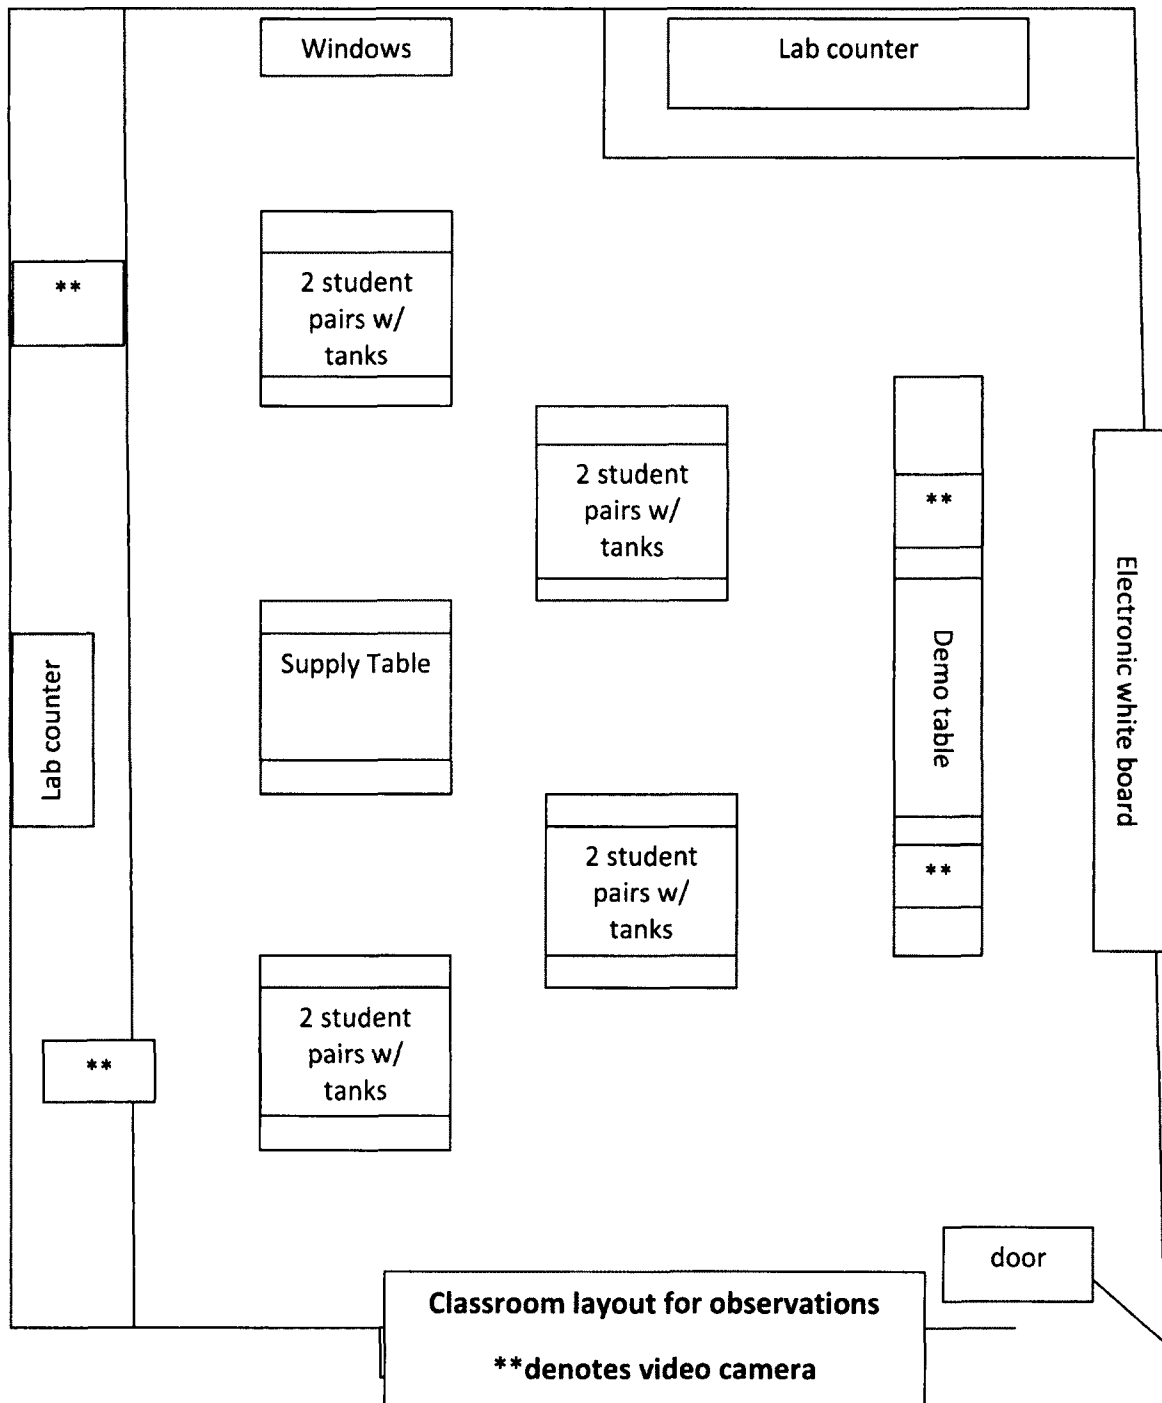 Windows
Lab counter
**
2 student
pairs w/
tanks
2 student
pairs w/
tanks
**
Electronic white board
Supply Table
Demo table
Lab counter
2 student
pairs w/
tanks
**
2 student
pairs w/
tanks
**
door
Classroom layout for observations
**denotes video camera